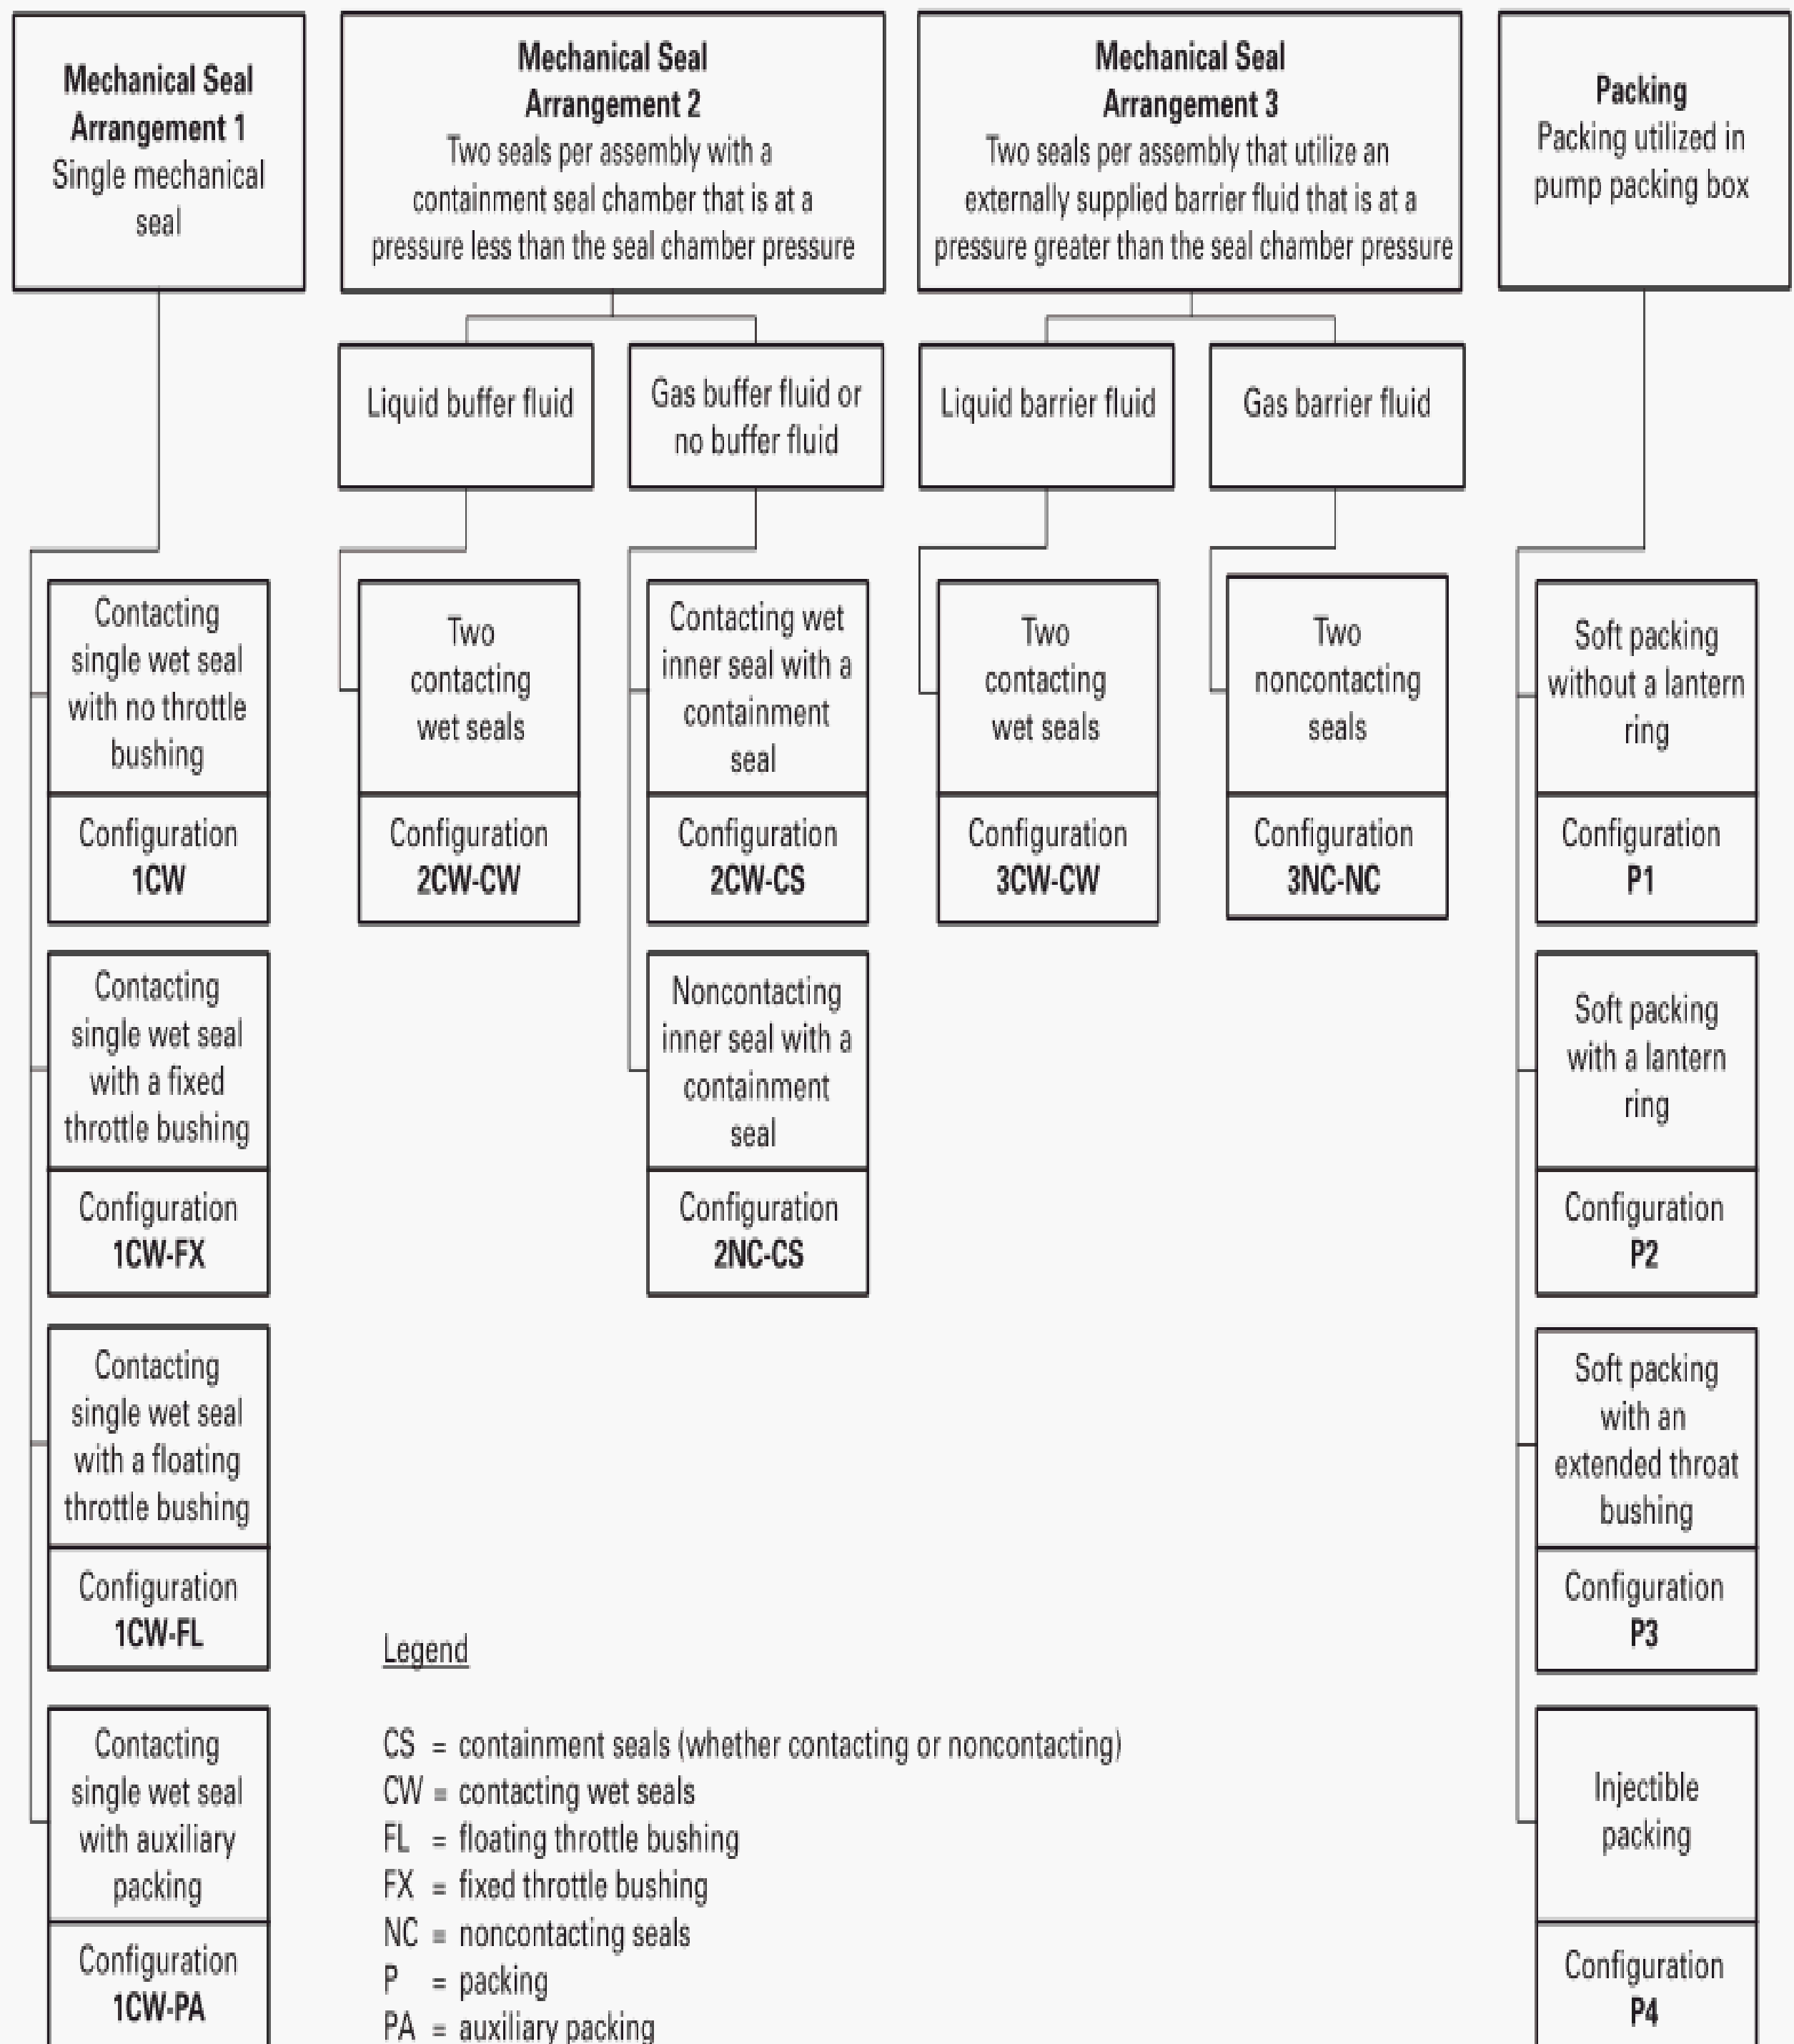 Mechanical Seal
Arrangement 1
Single mechanical
seal
Mechanical Seal
Arrangement 2
Two seals per assembly with a
containment seal chamber that is at a
pressure less than the seal chamber pressure
Mechanical Seal
Arrangement 3
Two seals per assembly that utilize an
externally supplied barrier fluid that is at a
pressure greater than the seal chamber pressure
Packing
Packing utilized in
pump packing box
Liquid buffer fluid
Gas buffer fluid or
no buffer fluid
Liquid barrier fluid
Gas barrier fluid
Contacting
single wet seal
with no throttle
bushing
Configuration
1CW
Two
contacting
wet seals
Configuration
2CW-CW
Contacting wet
inner seal with a
containment
seal
Configuration
2CW-CS
Two
contacting
wet seals
Configuration
3CW-CW
Two
noncontacting
seals
Configuration
3NC-NC
Soft packing
without a lantern
ring
Configuration
P1
Contacting
single wet seal
with a fixed
throttle bushing
Configuration
1CW-FX
Noncontacting
inner seal with a
containment
seal
Configuration
2NC-CS
Soft packing
with a lantern
ring
Configuration
P2
Contacting
single wet seal
with a floating
throttle bushing
Configuration
1CW-FL
Soft packing
with an
extended throat
bushing
Configuration
P3
Contacting
single wet seal
with auxiliary
packing
Configuration
1CW-PA
Injectible
packing
Configuration
P4
Legend
CS = containment seals (whether contacting or noncontacting)
CW = contacting wet seals
FL = floating throttle bushing
FX = fixed throttle bushing
NC = noncontacting seals
P = packing
PA = auxiliary packing